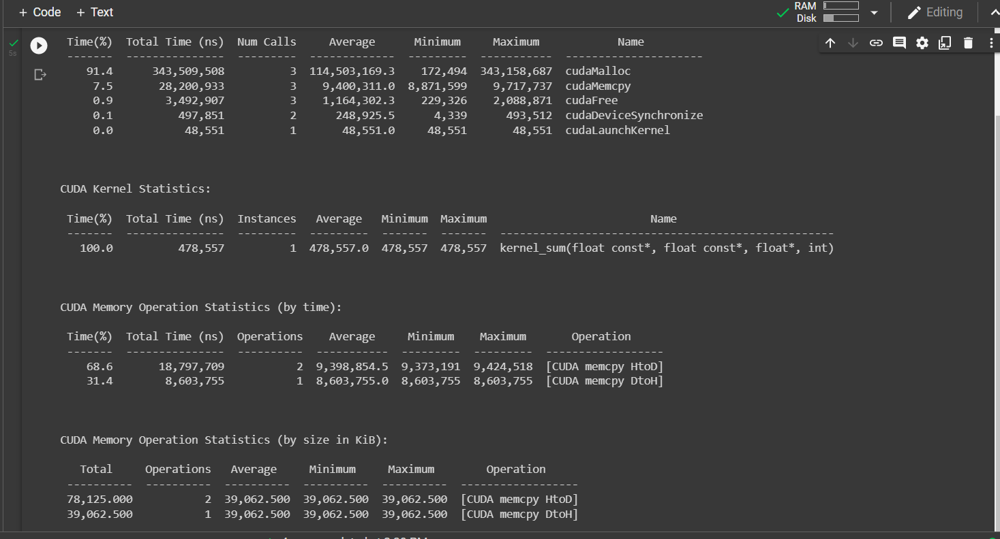 + Code + Text
RAM
Disk
Editing
5s
Time(%) Total Time (ns) Num Calls Average Minimum Maximum Name
------- --------------- --------- ------------- --------- ----------- ---------------------
91.4 343,509,508 3 114,503,169.3 172,494 343,158,687 cudaMalloc
7.5 28,200,933 3 9,400,311.0 8,871,599 9,717,737 cudaMemcpy
0.9 3,492,907 3 1,164,302.3 229,326 2,088,871 cudaFree
0.1 497,851 2 248,925.5 4,339 493,512 cudaDeviceSynchronize
0.0 48,551 1 48,551.0 48,551 48,551 cudaLaunchKernel
CUDA Kernel Statistics:
Time(%) Total Time (ns) Instances Average Minimum Maximum Name
------- --------------- --------- --------- ------- ------- ---------------------------------------------------
100.0 478,557 1 478,557.0 478,557 478,557 kernel_sum(float const*, float const*, float*, int)
CUDA Memory Operation Statistics (by time):
Time(%) Total Time (ns) Operations Average Minimum Maximum Operation
------- --------------- ---------- ----------- --------- --------- ------------------
68.6 18,797,709 2 9,398,854.5 9,373,191 9,424,518 [CUDA memcpy HtoD]
31.4 8,603,755 1 8,603,755.0 8,603,755 8,603,755 [CUDA memcpy DtoH]
CUDA Memory Operation Statistics (by size in KiB):
Total Operations Average Minimum Maximum Operation
---------- ---------- ---------- ---------- ---------- ------------------
78,125.000 2 39,062.500 39,062.500 39,062.500 [CUDA memcpy HtoD]
39,062.500 1 39,062.500 39,062.500 39,062.500 [CUDA memcpy DtoH]